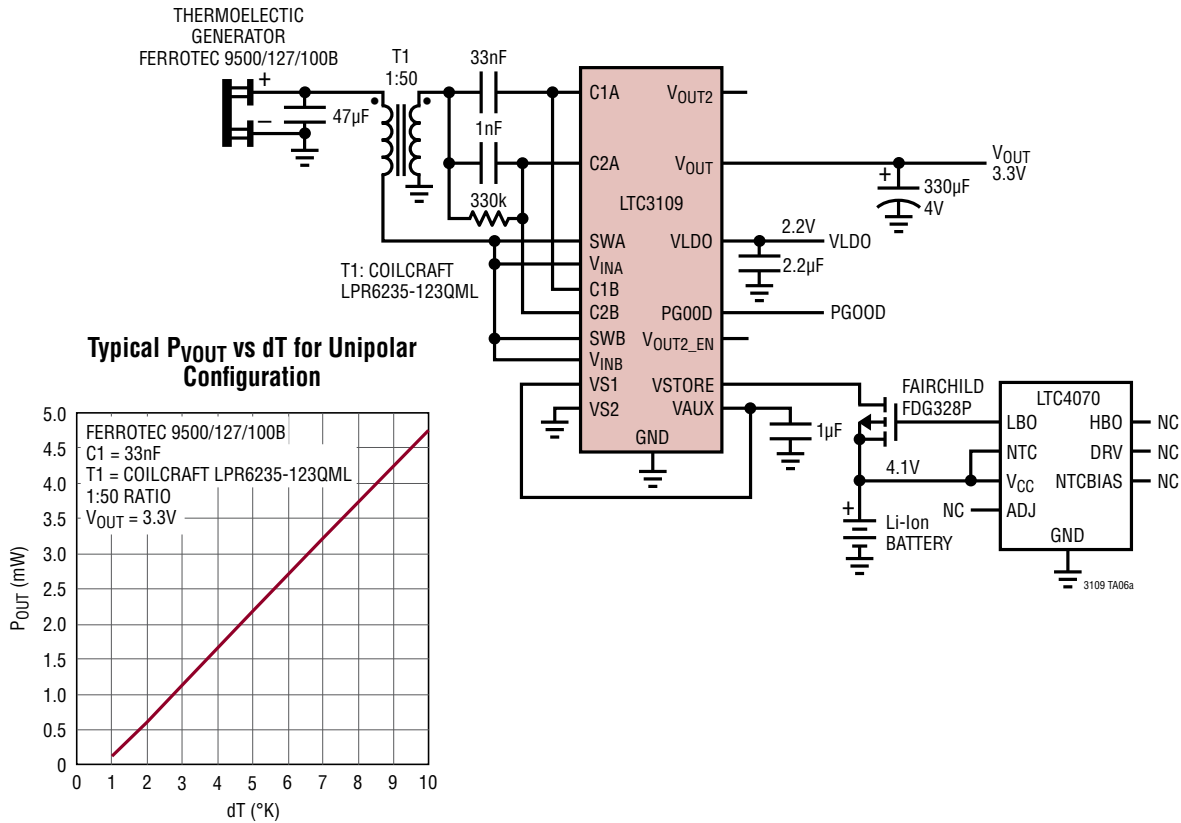 THERMOELECTIC
GENERATOR
FERROTEC 9500/127/100B
+
–
47µF
T1
1:50
33nF
1nF
330k
T1: COILCRAFT
LPR6235-123QML
C1A
C2A
SWA
VINA
C1B
C2B
SWB
VINB
VS1
VS2
LTC3109
GND
VOUT2
VOUT
VLDO
PGOOD
VOUT2_EN
VSTORE
VAUX
VOUT
3.3V
+
330µF
4V
2.2V
VLDO
2.2µF
PGOOD
1µF
FAIRCHILD
FDG328P
4.1V
+
Li-Ion
BATTERY
NC
LTC4070
LBO
NTC
VCC
ADJ
HBO
DRV
NTCBIAS
GND
NC
NC
NC
3109 TA06a
Typical PVOUT vs dT for Unipolar
Configuration
FERROTEC 9500/127/100B
C1 = 33nF
T1 = COILCRAFT LPR6235-123QML
1:50 RATIO
VOUT = 3.3V
POUT (mW)
5.0
4.5
4.0
3.5
3.0
2.5
2.0
1.5
1.0
0.5
0
0 1 2 3 4 5 6 7 8 9 10
dT (°K)